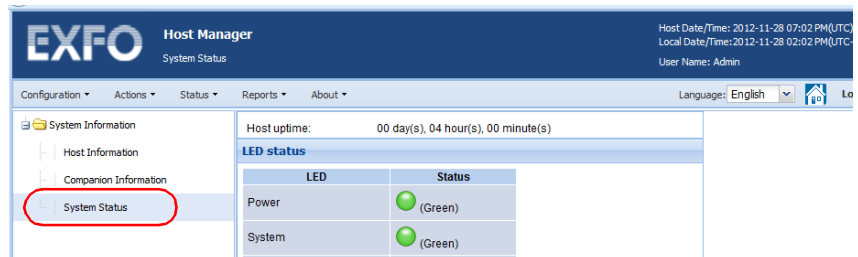 EXFO
Host Manager
System Status
Host Date/Time: 2012-11-28 07:02 PM(UTC)
Local Date/Time:2012-11-28 02:02 PM(UTC-
User Name: Admin
Configuration Actions Status Reports About Language: English go Lo
System Information
Host Information
Companion Information
System Status
Host uptime: 00 day(s), 04 hour(s), 00 minute(s)
LED status
LED Status
Power (Green)
System (Green)